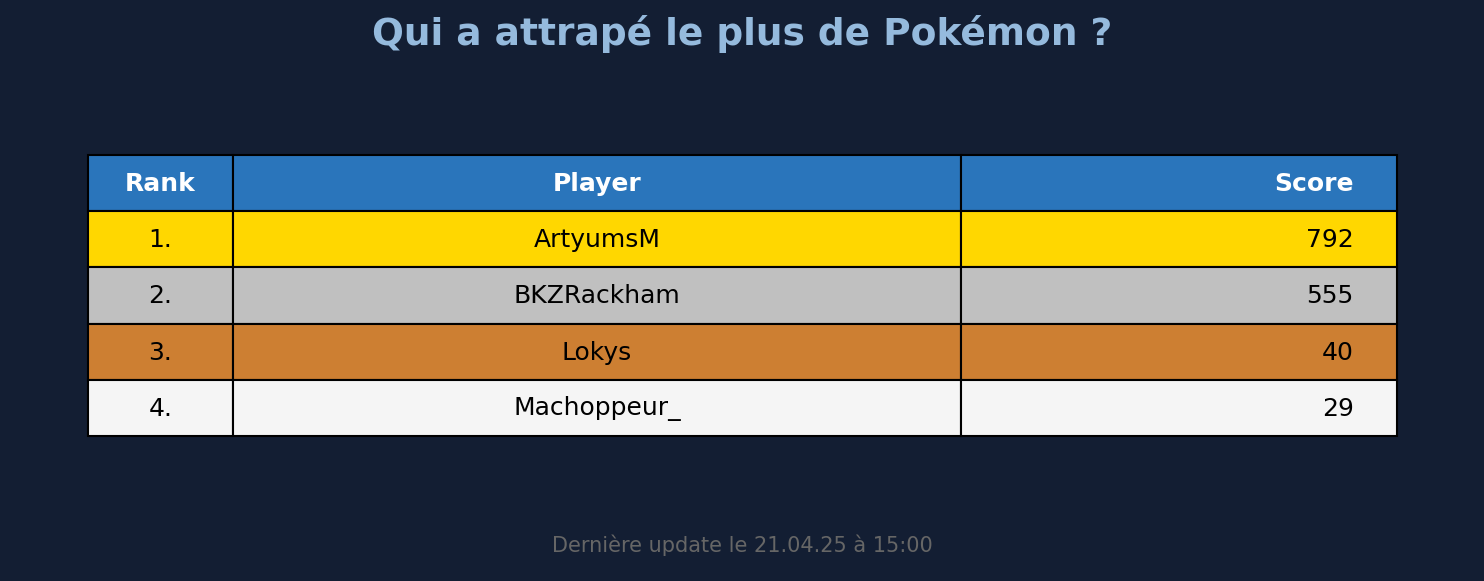 Qui a attrapé le plus de Pokémon ?
Rank Player Score
1. ArtyumsM 792
2. BKZRackham 555
3. Lokys 40
4. Machoppeur_ 29
Dernière update le 21.04.25 à 15:00